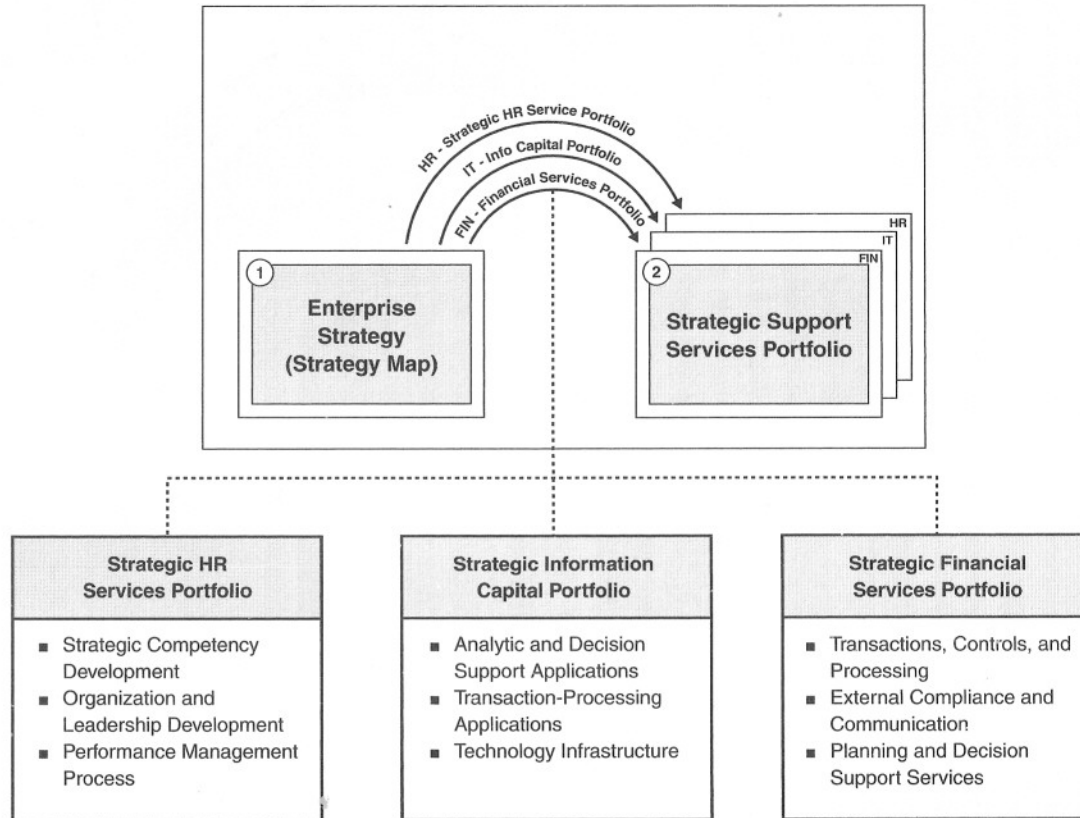 HR - Strategic HR Service Portfolio
IT - Info Capital Portfolio
FIN - Financial Services Portfolio
HR
IT
FIN
1
Enterprise
Strategy
(Strategy Map)
2
Strategic Support
Services Portfolio
Strategic HR
Services Portfolio
■ Strategic Competency
Development
■ Organization and
Leadership Development
■ Performance Management
Process
Strategic Information
Capital Portfolio
■ Analytic and Decision
Support Applications
■ Transaction-Processing
Applications
■ Technology Infrastructure
Strategic Financial
Services Portfolio
■ Transactions, Controls, and
Processing
■ External Compliance and
Communication
■ Planning and Decision
Support Services